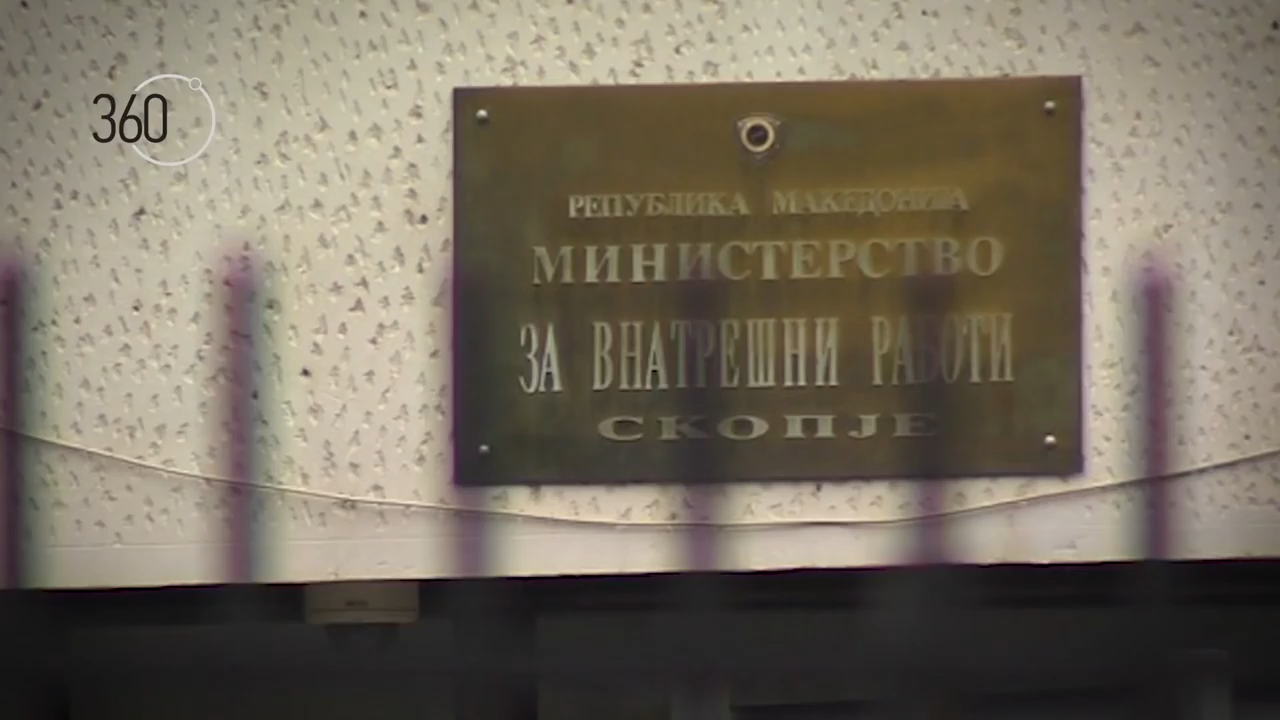 360
РЕПУБЛИКА МАКЕДОНИЈА
МИНИСТЕРСТВО
ЗА ВНАТРЕШНИ РАБОТИ
СКОПЈЕ